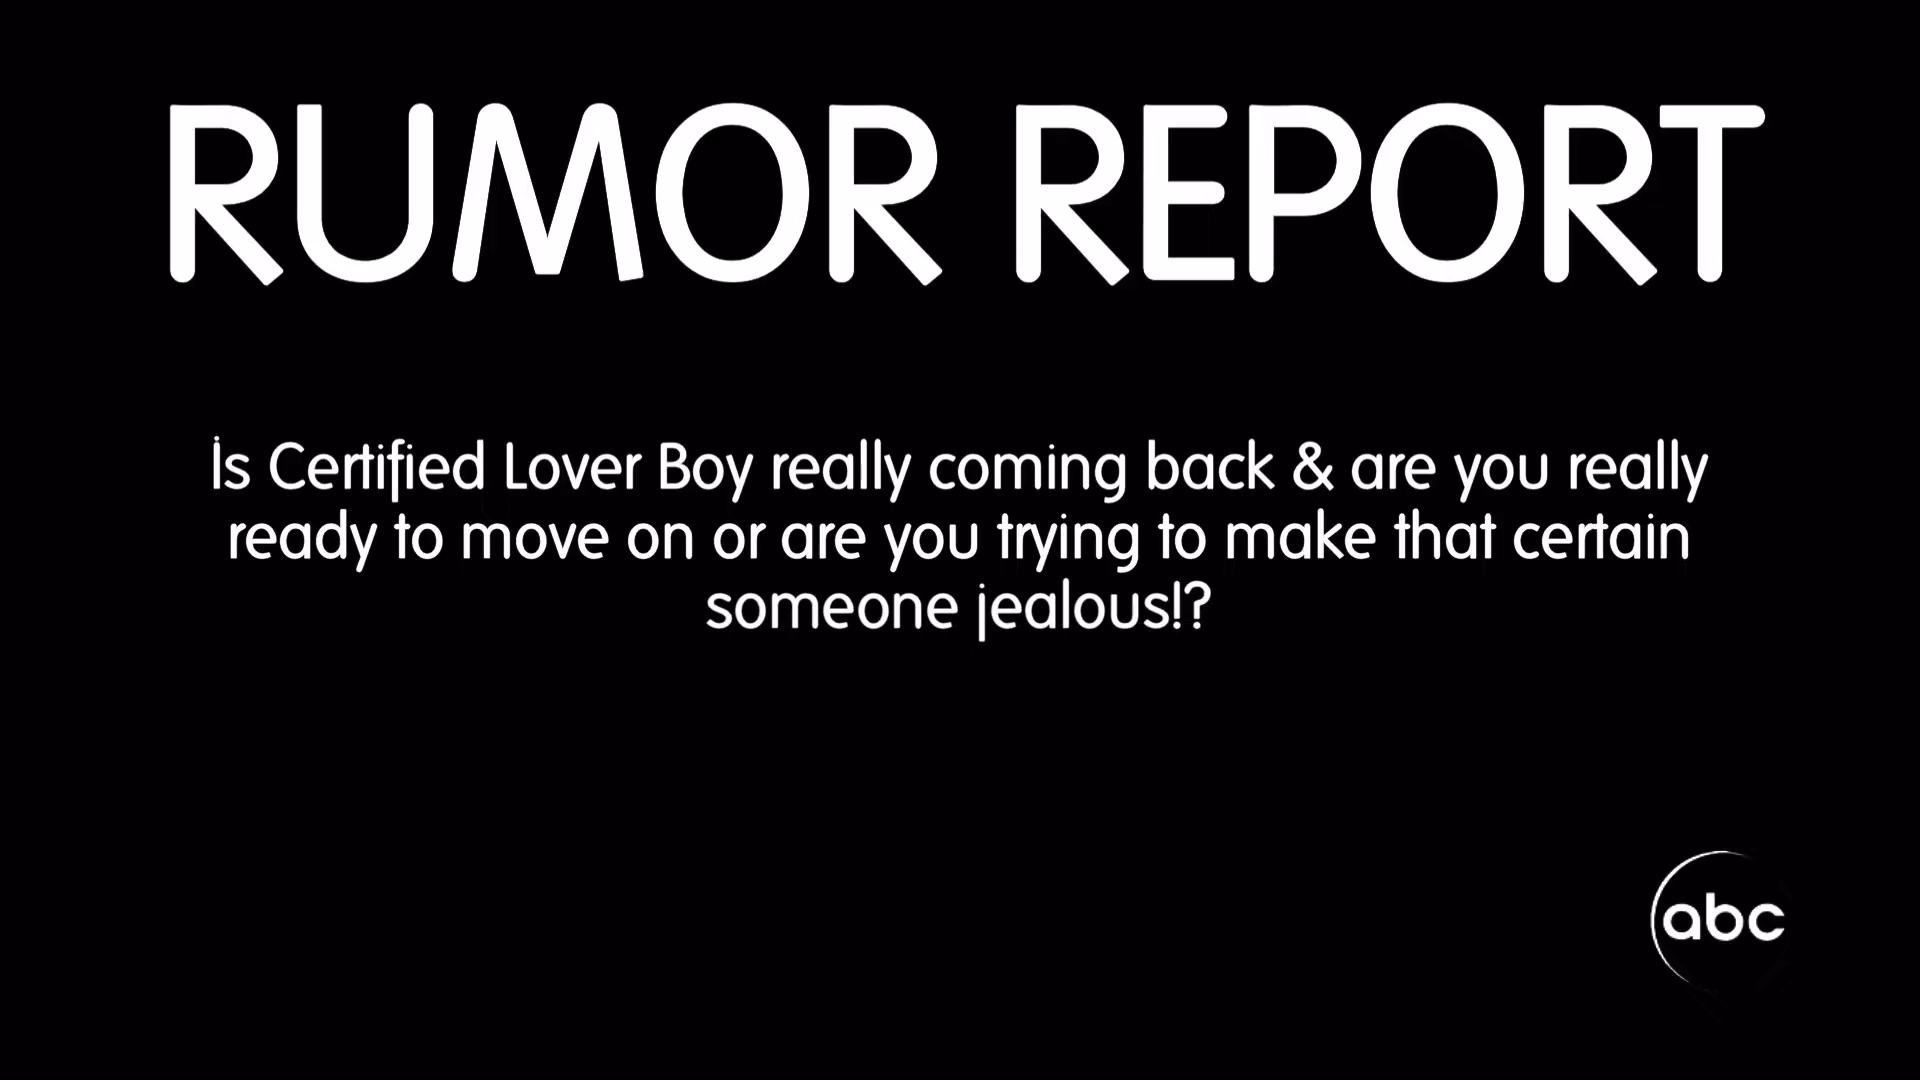 RUMOR REPORT
Is Certified Lover Boy really coming back & are you really
ready to move on or are you trying to make that certain
someone jealous!?
abc